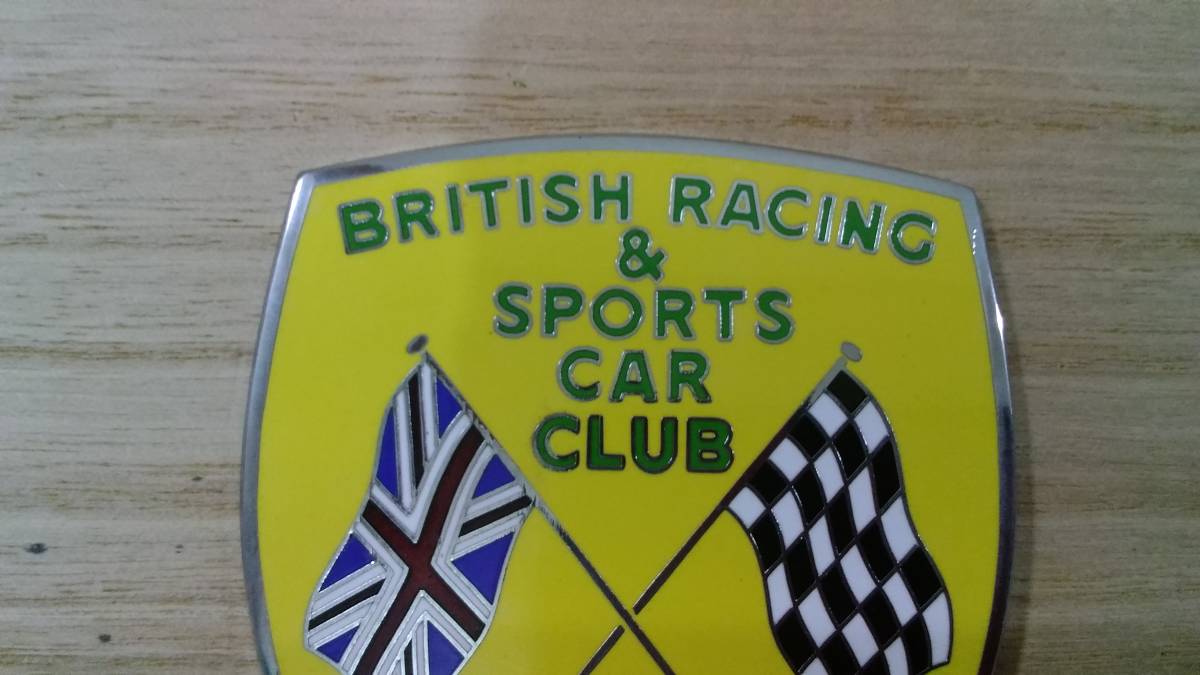 BRITISH RACING
&
SPORTS
CAR
CLUB